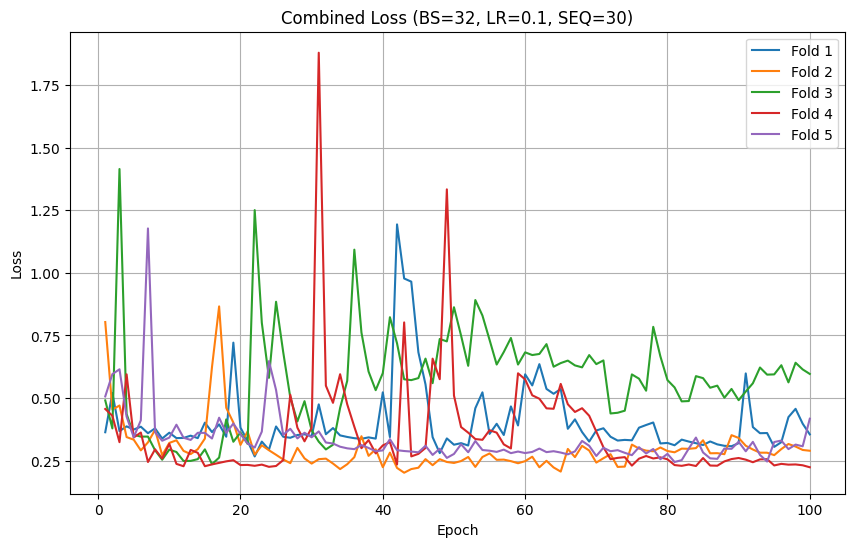 Combined Loss (BS=32, LR=0.1, SEQ=30)
Fold 1
Fold 2
Fold 3
Fold 4
Fold 5
Loss
1.75
1.50
1.25
1.00
0.75
0.50
0.25
0
20
40
60
80
100
Epoch